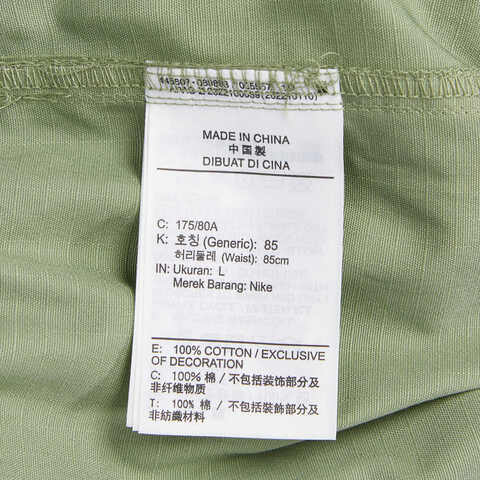 MADE IN CHINA
中国製
DIBUAT DI CINA
C: 175/80A
K: 호칭 (Generic): 85
허리둘레 (Waist): 85cm
IN: Ukuran: L
Merek Barang: Nike
E: 100% COTTON / EXCLUSIVE
OF DECORATION
C: 100% 棉 / 不包括装饰部分及
非纤维物质
T: 100% 棉 / 不包括裝飾部分及
非紡織材料